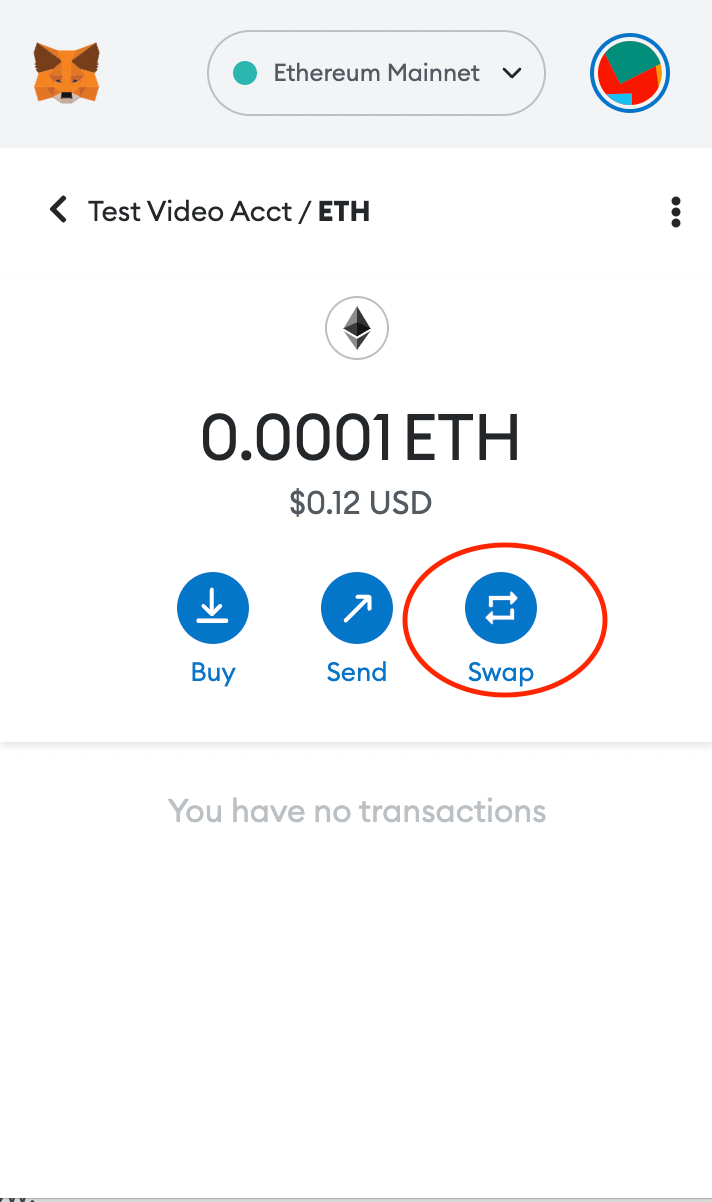 Ethereum Mainnet
Test Video Acct / ETH
0.0001 ETH
$0.12 USD
Buy Send Swap
You have no transactions